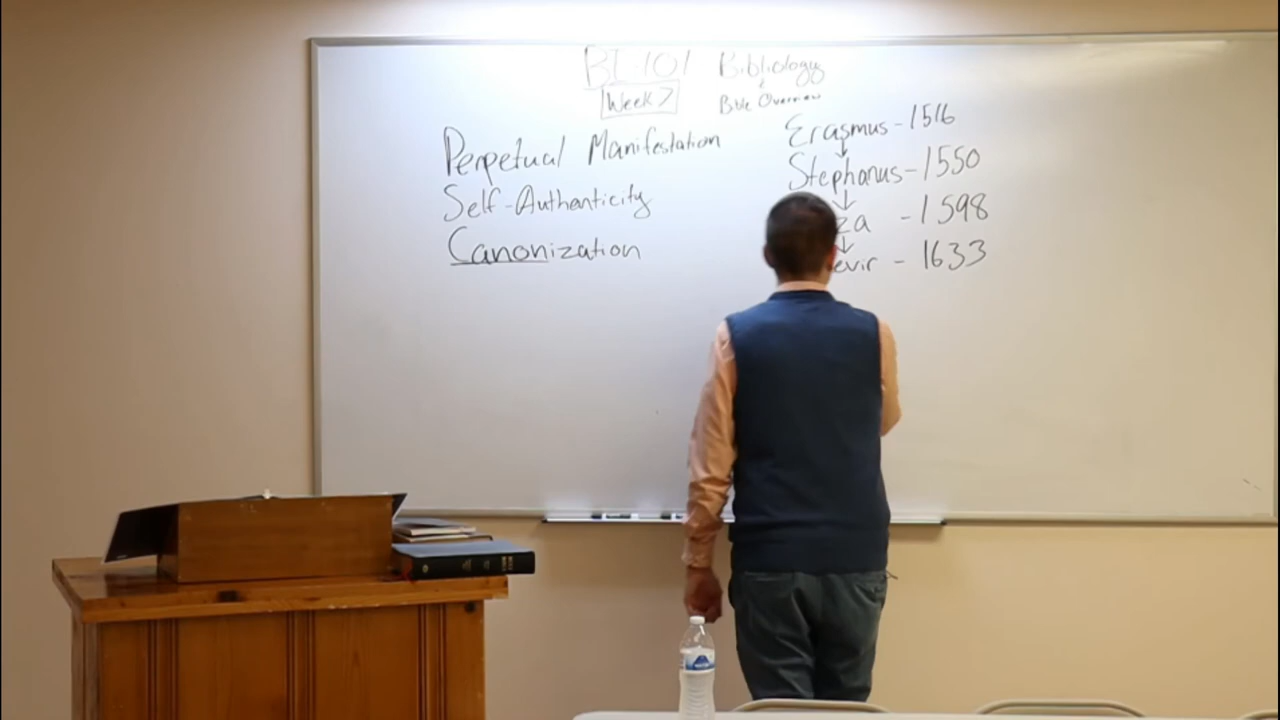 BI-101 Bibliology
Week 7
&
Bible Overview
Perpetual Manifestation
Self-Authenticity
Canonization
Erasmus-1516
Stephanus-1550
za - 1598
evir - 1633